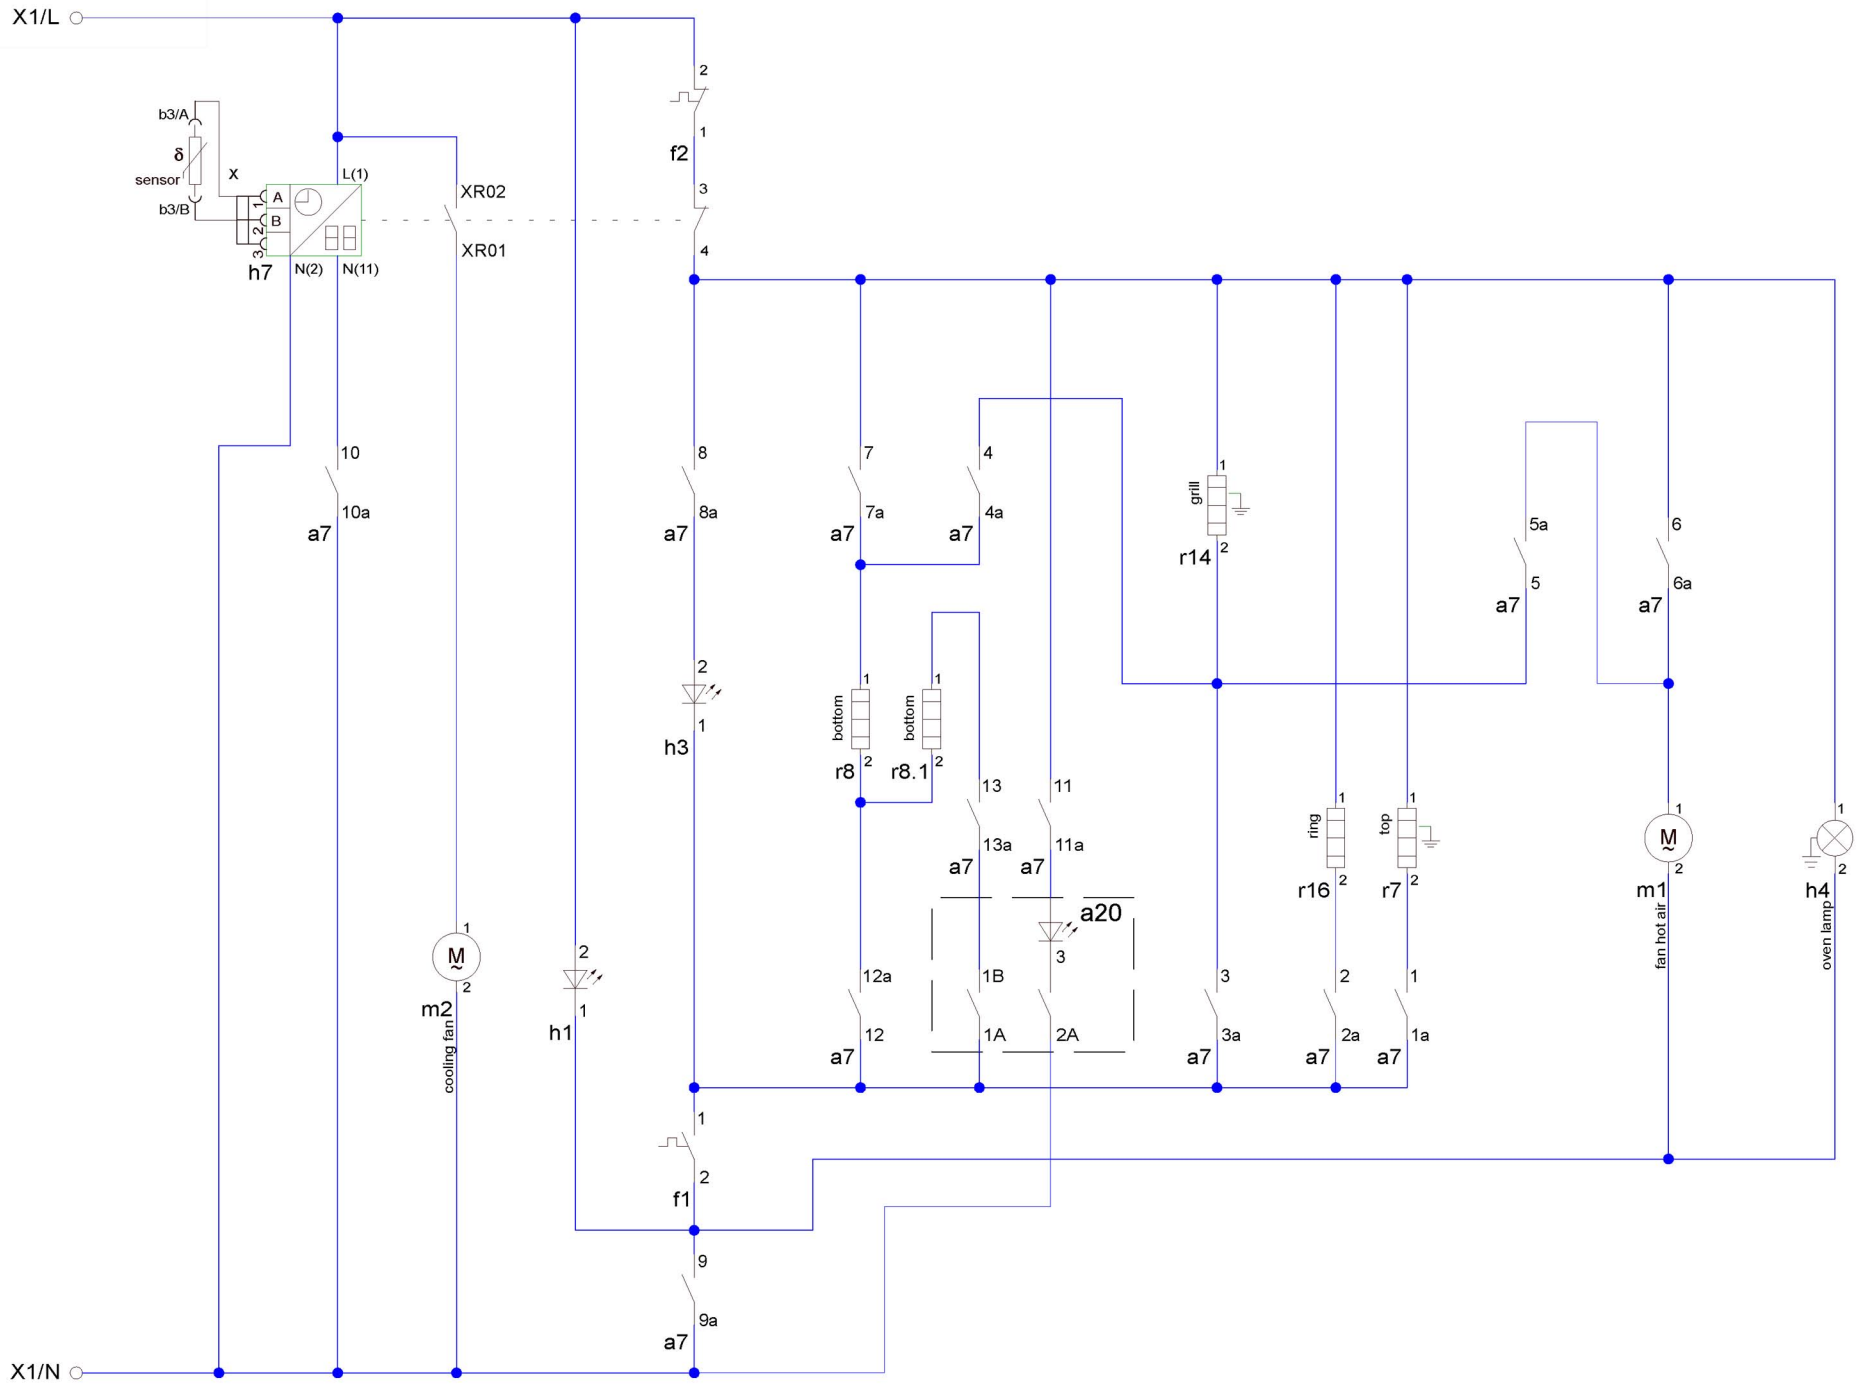 X1/L
2
b3/A
1
f2
δ
sensor
x
L(1)
XR02
3
b3/B
1
A
2
B
3
XR01
4
h7
N(2)
N(11)
10
8
7
4
1
grill
10a
8a
7a
4a
5a
6
a7
a7
a7
a7
r14
2
5
6a
a7
a7
2
1
1
bottom
bottom
1
h3
r8
2
r8.1
2
13
11
1
1
1
1
ring
top
M
~
13a
11a
a7
a7
r16
2
r7
2
m1
2
h4
2
a20
fan hot air
oven lamp
1
M
~
2
3
2
m2
cooling fan
1
h1
12a
1B
3
2
1
12
1A
2A
3a
2a
1a
a7
a7
a7
a7
1
2
f1
9
9a
a7
X1/N